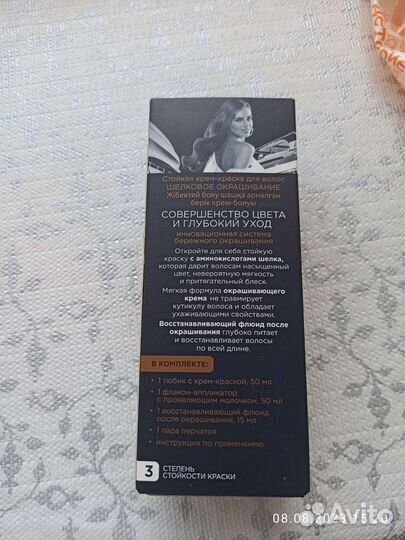 Стойкая крем-краска для волос
ШЕЛКОВОЕ ОКРАШИВАНИЕ
Жібектей бояу шашқа арналған
берік крем-бояуы
СОВЕРШЕНСТВО ЦВЕТА
И ГЛУБОКИЙ УХОД
инновационная система
бережного окрашивания
Откройте для себя стойкую
краску с аминокислотами шелка,
которая дарит волосам насыщенный
цвет, невероятную мягкость
и притягательный блеск.
Мягкая формула окрашивающего
крема не травмирует
кутикулу волоса и обладает
ухаживающими свойствами.
Восстанавливающий флюид после
окрашивания глубоко питает
и восстанавливает волосы
по всей длине.
В КОМПЛЕКТЕ:
• 1 тюбик с крем-краской, 50 мл
• 1 флакон-аппликатор
с проявляющим молочком, 50 мл
• 1 восстанавливающий флюид
после окрашивания, 15 мл
• 1 пара перчаток
• инструкция по применению
3 СТЕПЕНЬ
СТОЙКОСТИ КРАСКИ
08.08.2023 15:20
Avito